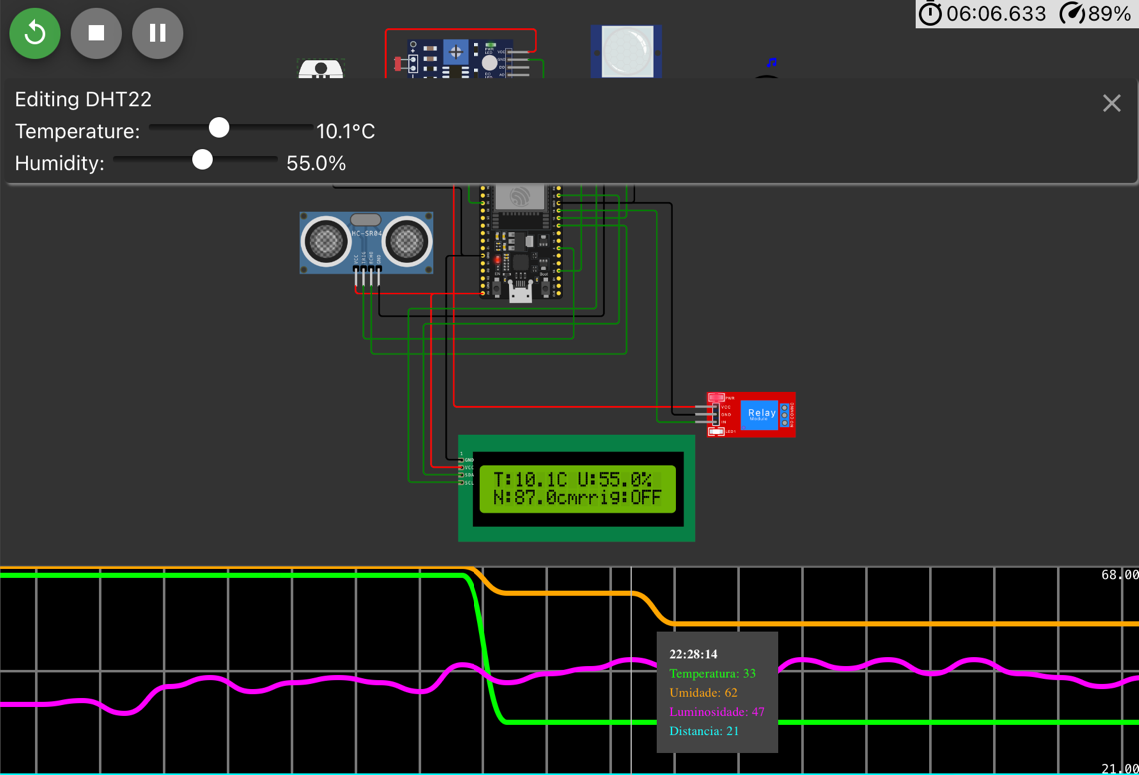 06:06.633 89%
Editing DHT22
Temperature: 10.1°C
Humidity: 55.0%
HC-SR04
VCC
TRIG
ECHO
GND
PWR
VCC
GND
IN
LED1
Relay
Module
1
GND
VCC
SDA
SCL
T:10.1C U:55.0%
N:87.0cmrrig:OFF
68.00
22:28:14
Temperatura: 33
Umidade: 62
Luminosidade: 47
Distancia: 21
21.00